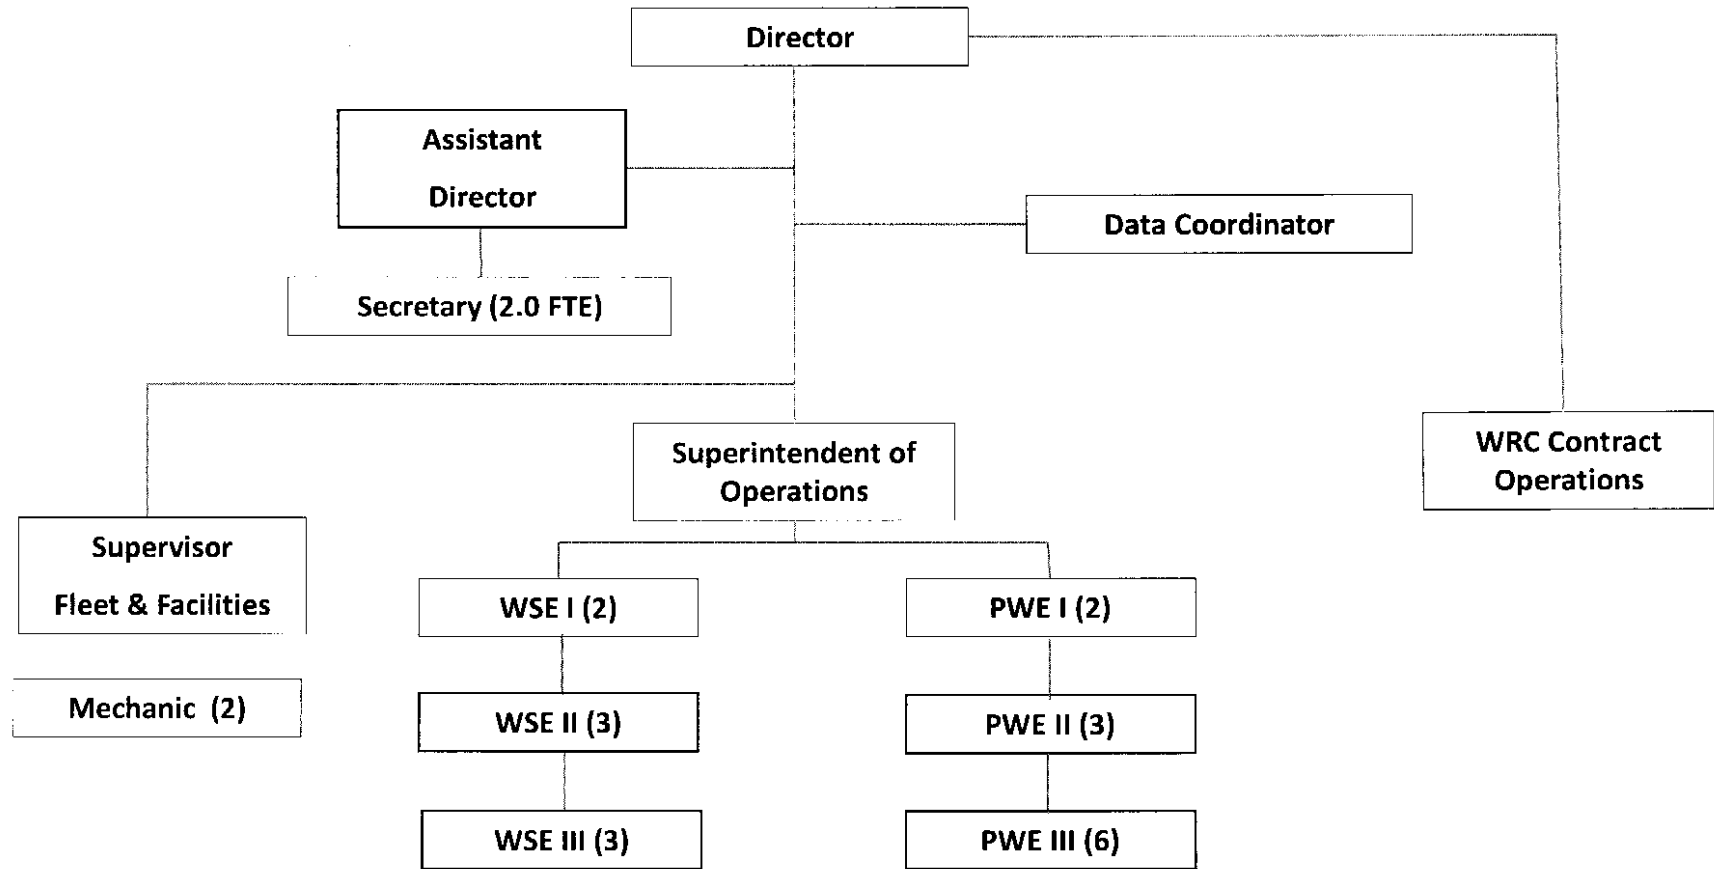 Director
Assistant
Director
Data Coordinator
Secretary (2.0 FTE)
Superintendent of
Operations
WRC Contract
Operations
Supervisor
Fleet & Facilities
WSE I (2)
PWE I (2)
Mechanic (2)
WSE II (3)
PWE II (3)
WSE III (3)
PWE III (6)